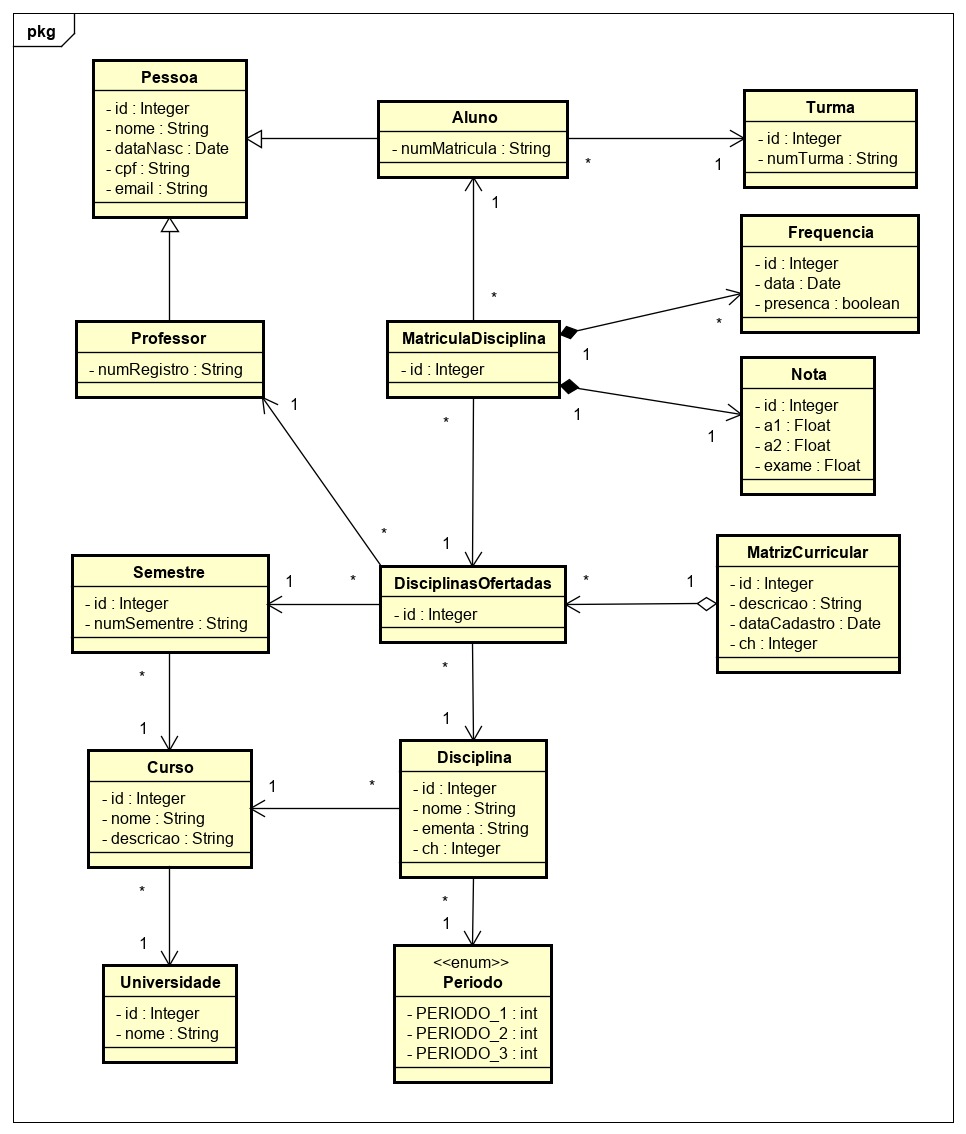 pkg
Pessoa
- id : Integer
- nome : String
- dataNasc : Date
- cpf : String
- email : String
Aluno
- numMatricula : String
*
1
Turma
- id : Integer
- numTurma : String
1
*
Frequencia
- id : Integer
- data : Date
- presenca : boolean
Professor
- numRegistro : String
MatriculaDisciplina
- id : Integer
1
*
1
1
Nota
- id : Integer
- a1 : Float
- a2 : Float
- exame : Float
1
*
*
1
Semestre
- id : Integer
- numSementre : String
1
*
DisciplinasOfertadas
- id : Integer
*
1
MatrizCurricular
- id : Integer
- descricao : String
- dataCadastro : Date
- ch : Integer
*
1
*
1
Curso
- id : Integer
- nome : String
- descricao : String
1
*
Disciplina
- id : Integer
- nome : String
- ementa : String
- ch : Integer
*
1
*
1
Universidade
- id : Integer
- nome : String
<<enum>>
Periodo
- PERIODO_1 : int
- PERIODO_2 : int
- PERIODO_3 : int